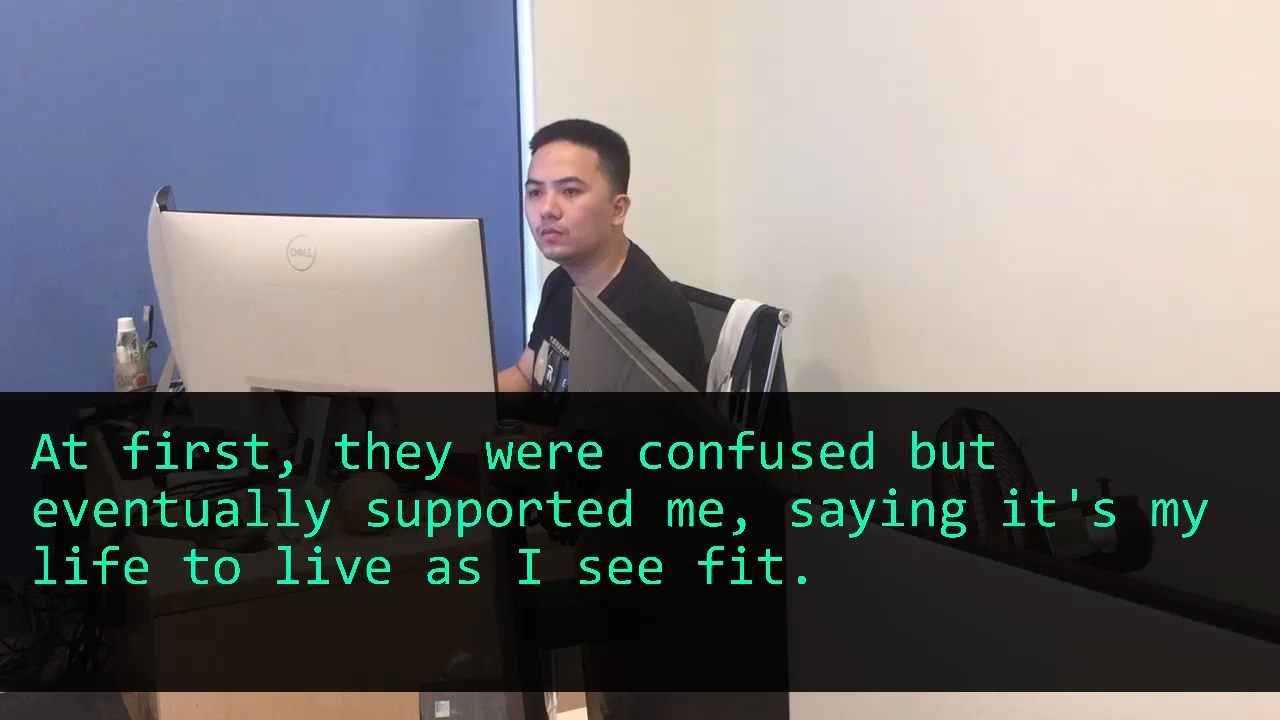 DELL
At first, they were confused but
eventually supported me, saying it's my
life to live as I see fit.